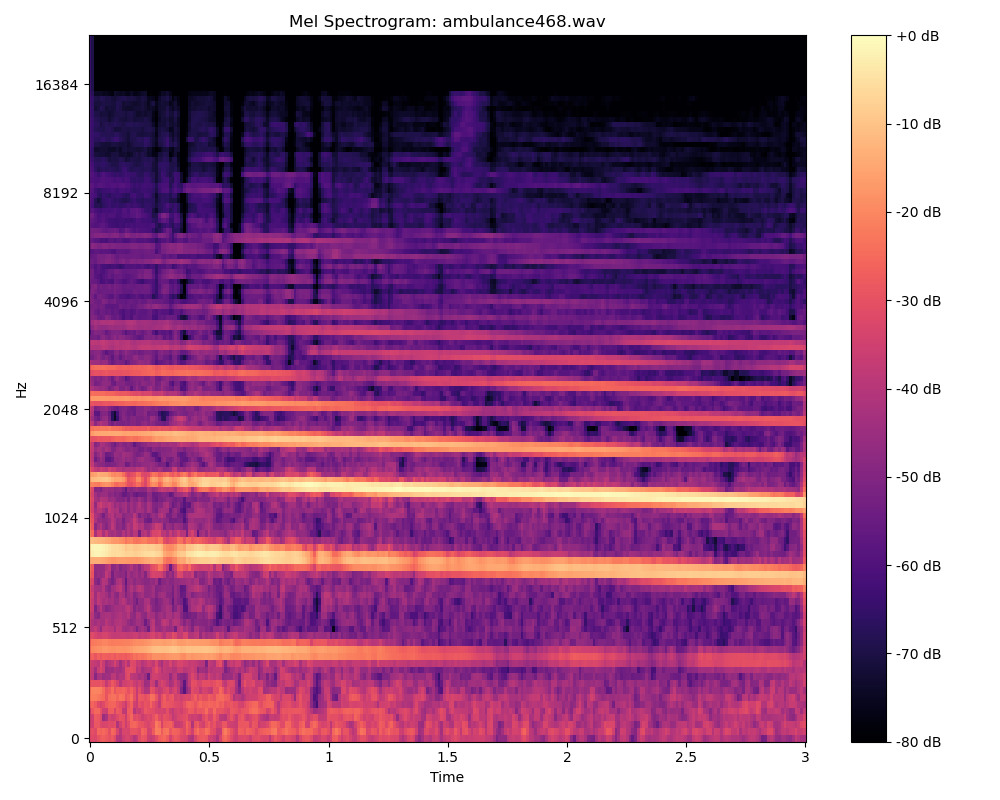 Mel Spectrogram: ambulance468.wav
Hz
16384
8192
4096
2048
1024
512
0
0
0.5
1
1.5
2
2.5
3
Time
+0 dB
-10 dB
-20 dB
-30 dB
-40 dB
-50 dB
-60 dB
-70 dB
-80 dB